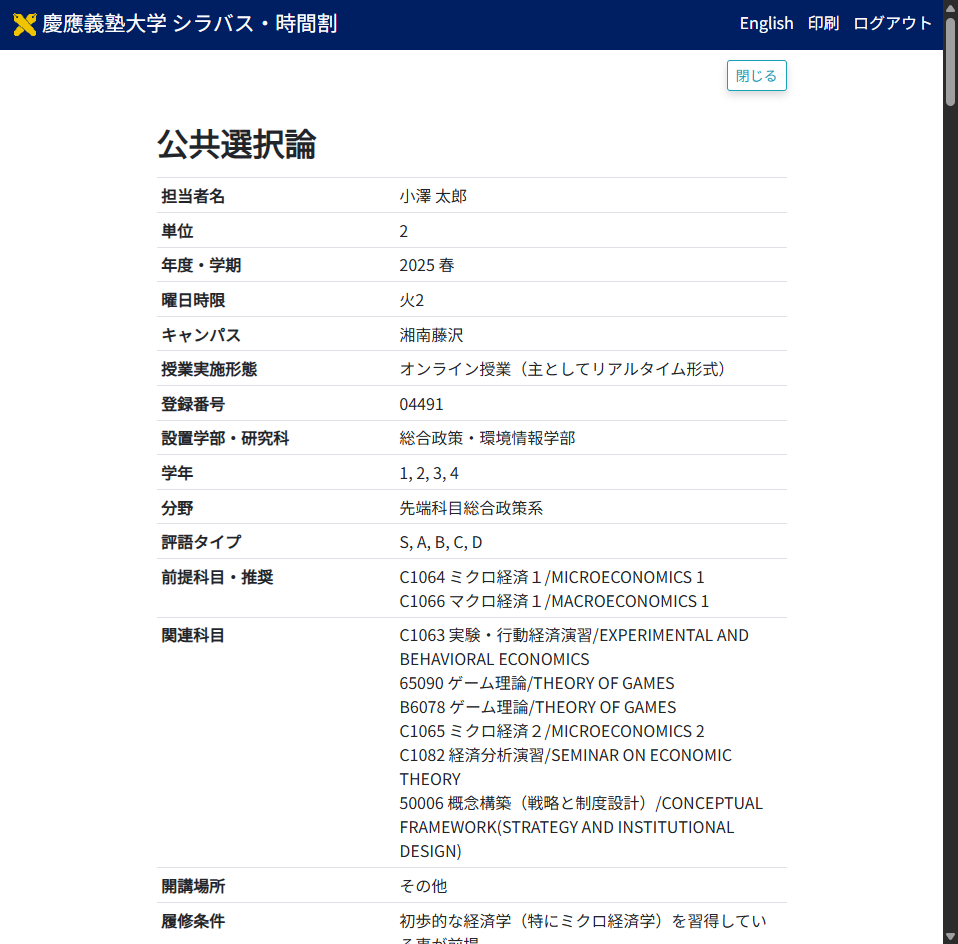 慶應義塾大学 シラバス・時間割
English 印刷 ログアウト
閉じる
公共選択論
担当者名 小澤 太郎
単位 2
年度・学期 2025 春
曜日時限 火2
キャンパス 湘南藤沢
授業実施形態 オンライン授業（主としてリアルタイム形式）
登録番号 04491
設置学部・研究科 総合政策・環境情報学部
学年 1, 2, 3, 4
分野 先端科目総合政策系
評語タイプ S, A, B, C, D
前提科目・推奨 C1064 ミクロ経済１/MICROECONOMICS 1
C1066 マクロ経済１/MACROECONOMICS 1
関連科目 C1063 実験・行動経済演習/EXPERIMENTAL AND
BEHAVIORAL ECONOMICS
65090 ゲーム理論/THEORY OF GAMES
B6078 ゲーム理論/THEORY OF GAMES
C1065 ミクロ経済２/MICROECONOMICS 2
C1082 経済分析演習/SEMINAR ON ECONOMIC
THEORY
50006 概念構築（戦略と制度設計）/CONCEPTUAL
FRAMEWORK(STRATEGY AND INSTITUTIONAL
DESIGN)
開講場所 その他
履修条件 初歩的な経済学（特にミクロ経済学）を習得してい
る事が前提